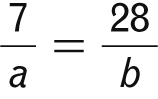 7/a = 28/b